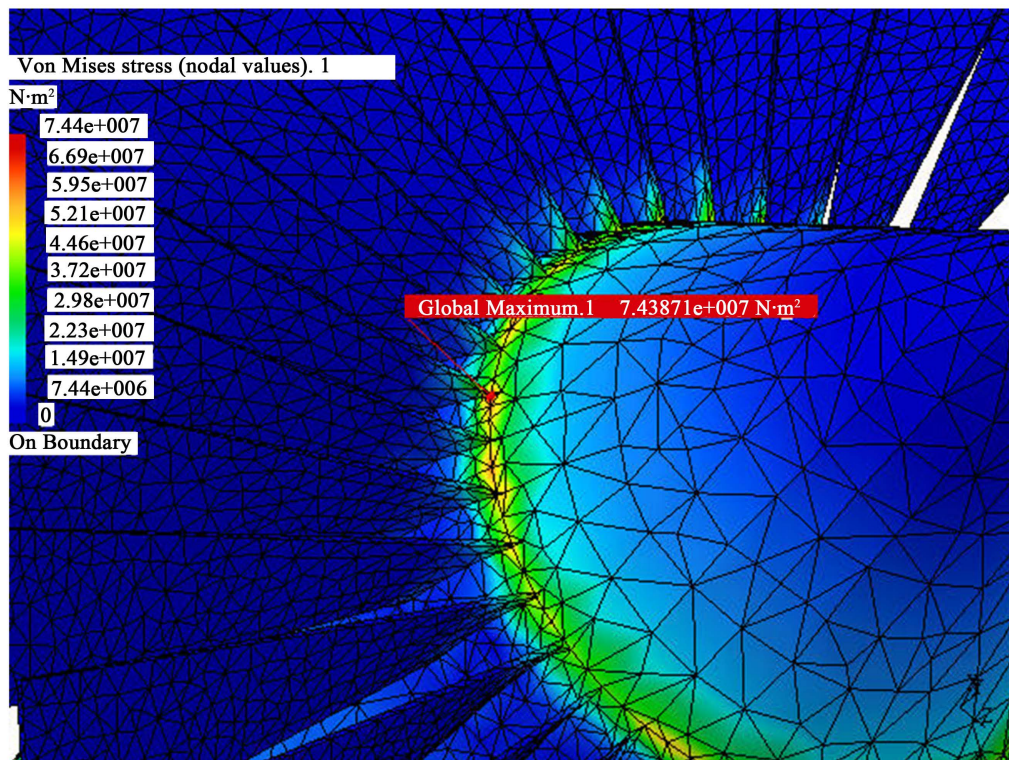 Von Mises stress (nodal values). 1
N·m²
7.44e+007
6.69e+007
5.95e+007
5.21e+007
4.46e+007
3.72e+007
2.98e+007
2.23e+007
1.49e+007
7.44e+006
0
On Boundary
Global Maximum.1 7.43871e+007 N·m²